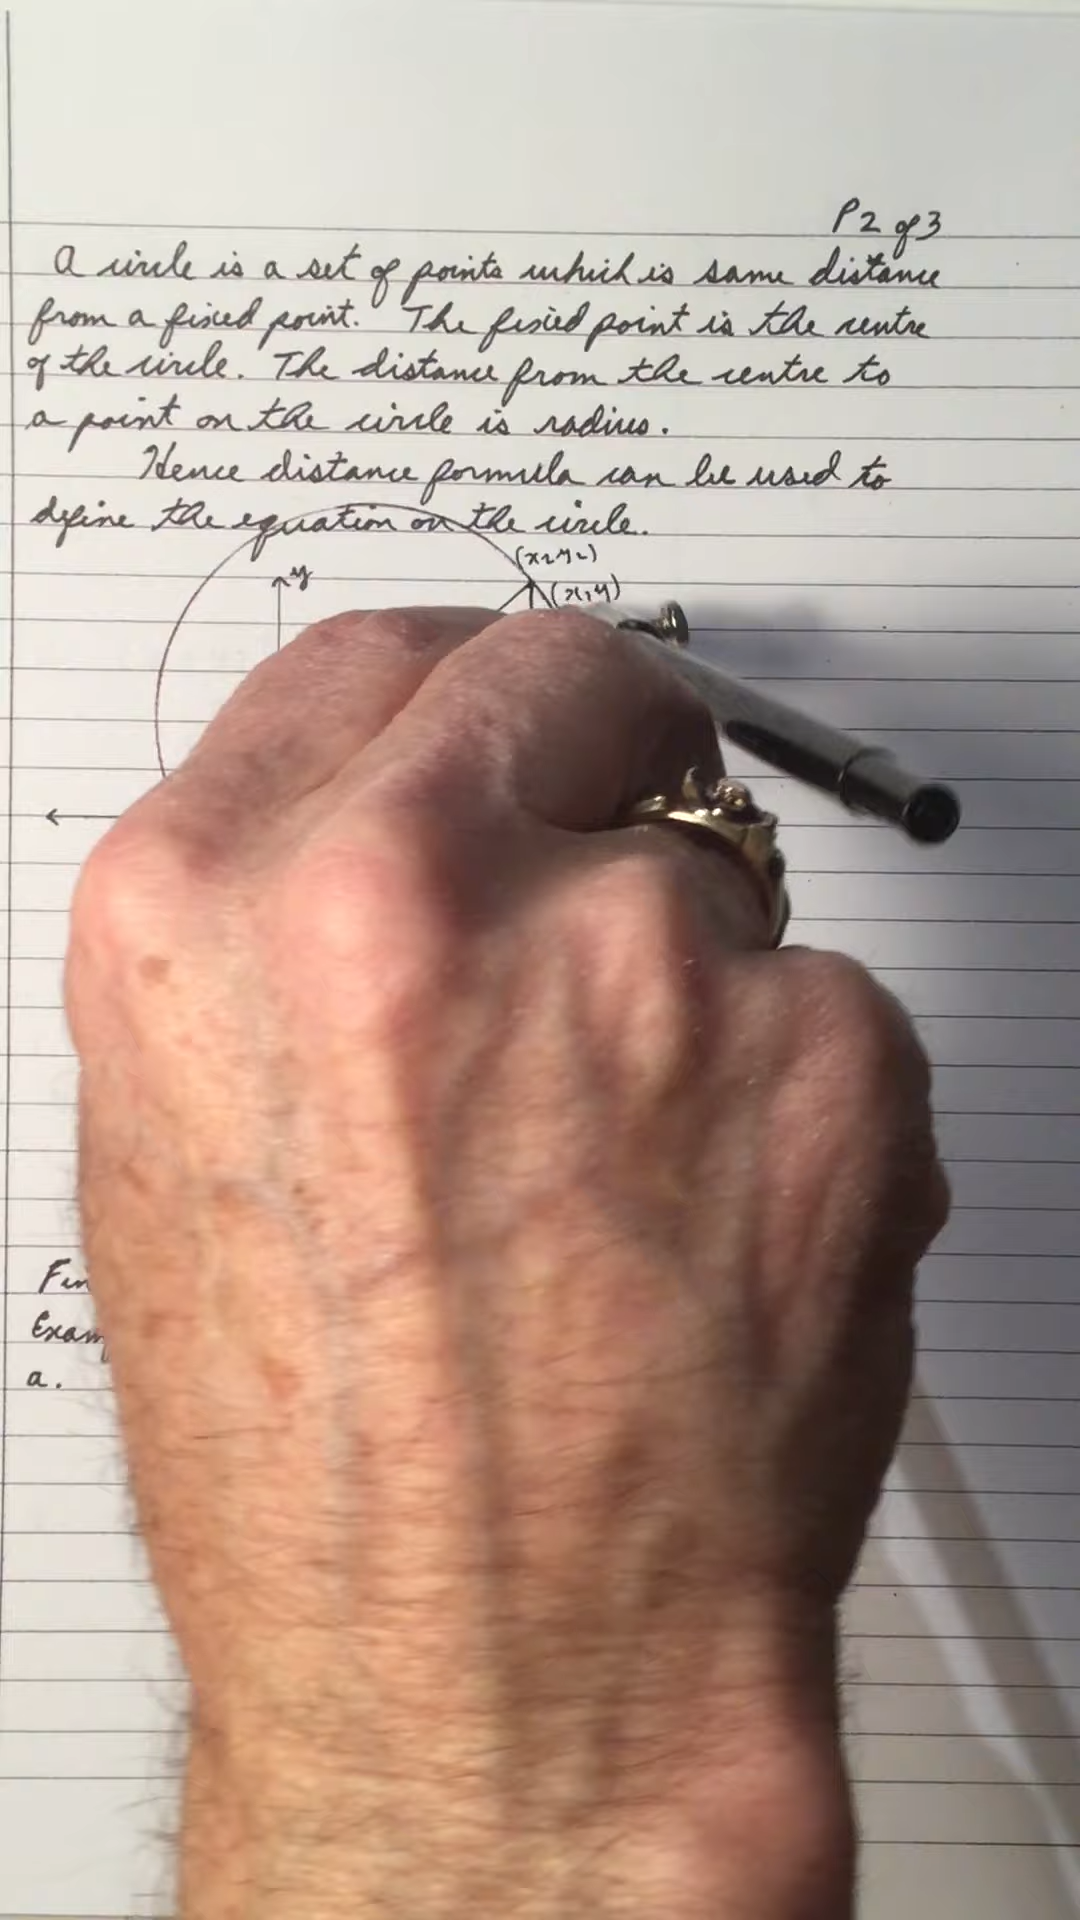 P2 of 3
A circle is a set of points which is same distance
from a fixed point. The fixed point is the centre
of the circle. The distance from the centre to
a point on the circle is radius.
Hence distance formula can be used to
define the equation on the circle.
(x2 y2)
y
(x, y)
a.